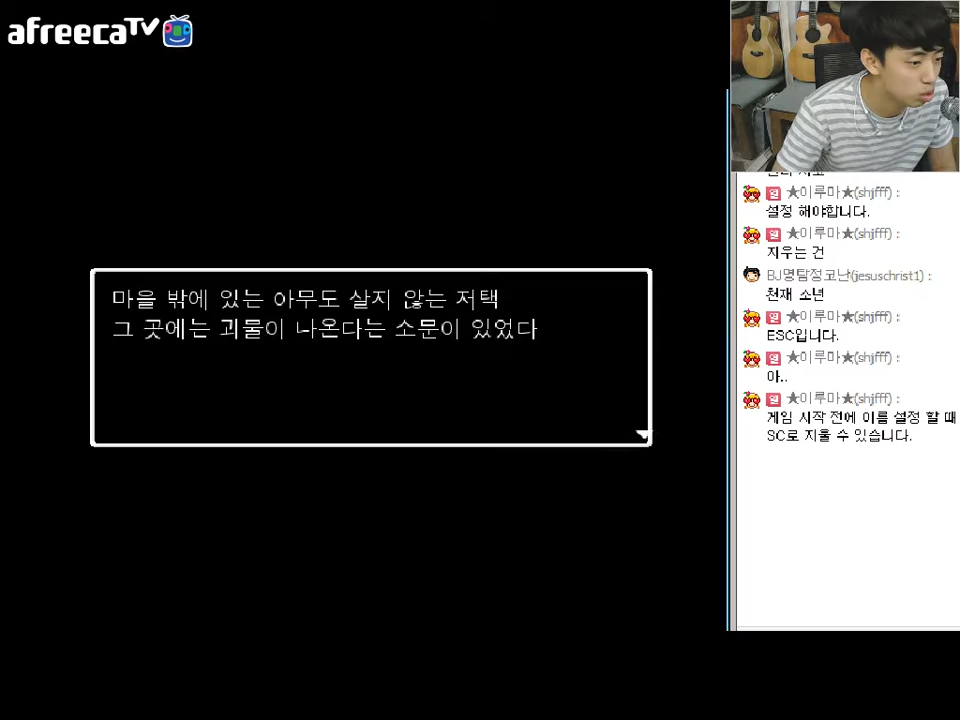 afreecaTV
마을 밖에 있는 아무도 살지 않는 저택
그 곳에는 괴물이 나온다는 소문이 있었다
★이루마★(shjfff) :
설정 해야합니다.
★이루마★(shjfff) :
지우는 건
BJ명탐정코난(jesuschrist1) :
천재 소년
★이루마★(shjfff) :
ESC입니다.
★이루마★(shjfff) :
아..
★이루마★(shjfff) :
게임 시작 전에 이름 설정 할 때
SC로 지울 수 있습니다.